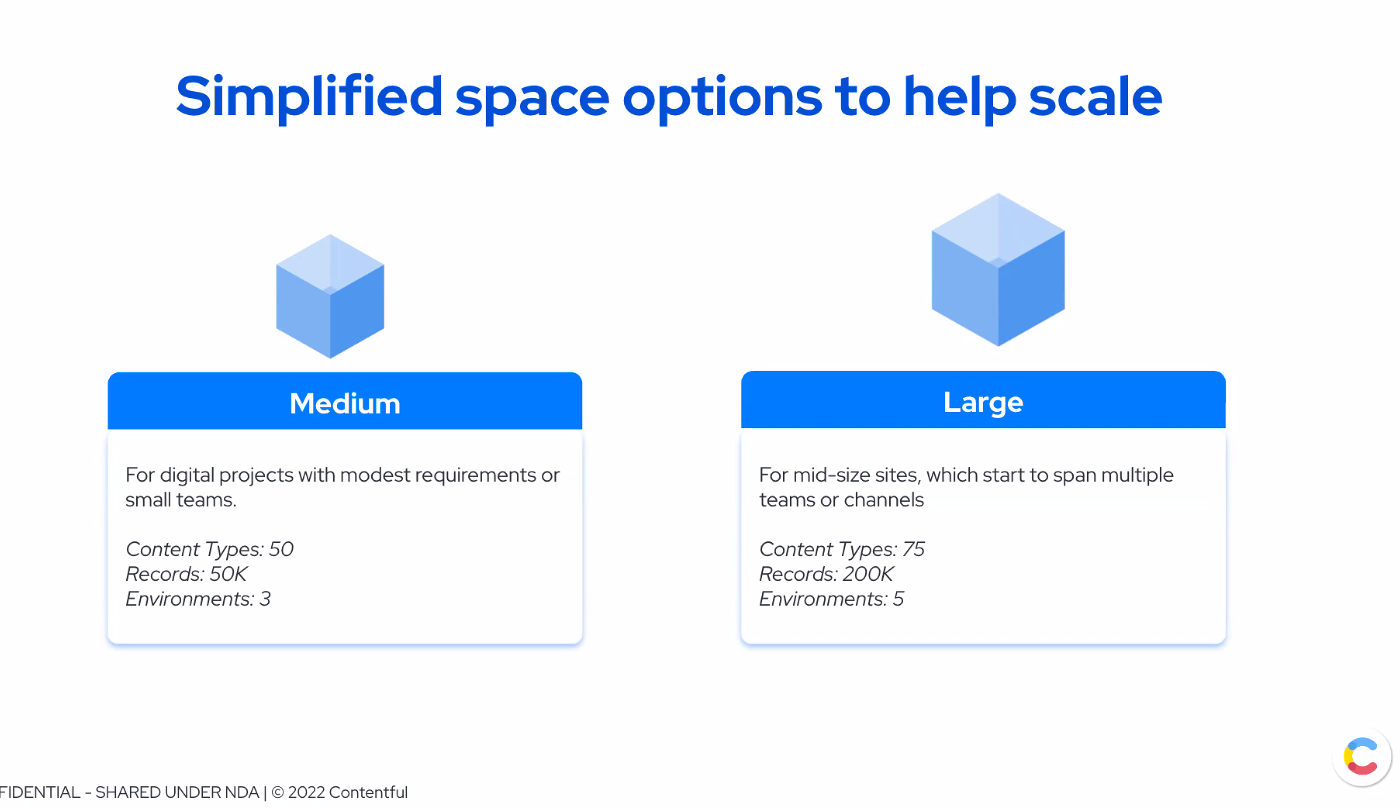 Simplified space options to help scale
Medium
For digital projects with modest requirements or
small teams.
Content Types: 50
Records: 50K
Environments: 3
Large
For mid-size sites, which start to span multiple
teams or channels
Content Types: 75
Records: 200K
Environments: 5
FIDENTIAL - SHARED UNDER NDA | © 2022 Contentful